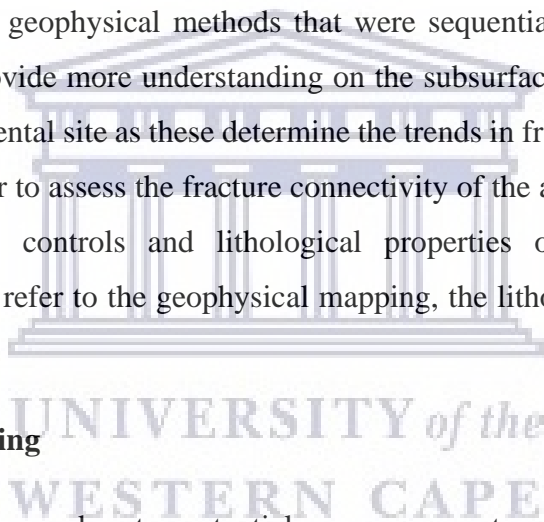 geophysical methods that were sequentia
vide more understanding on the subsurfac
ental site as these determine the trends in fr
r to assess the fracture connectivity of the a
controls and lithological properties o
refer to the geophysical mapping, the litho
UNIVERSITY of the
ing
WESTERN CAPE